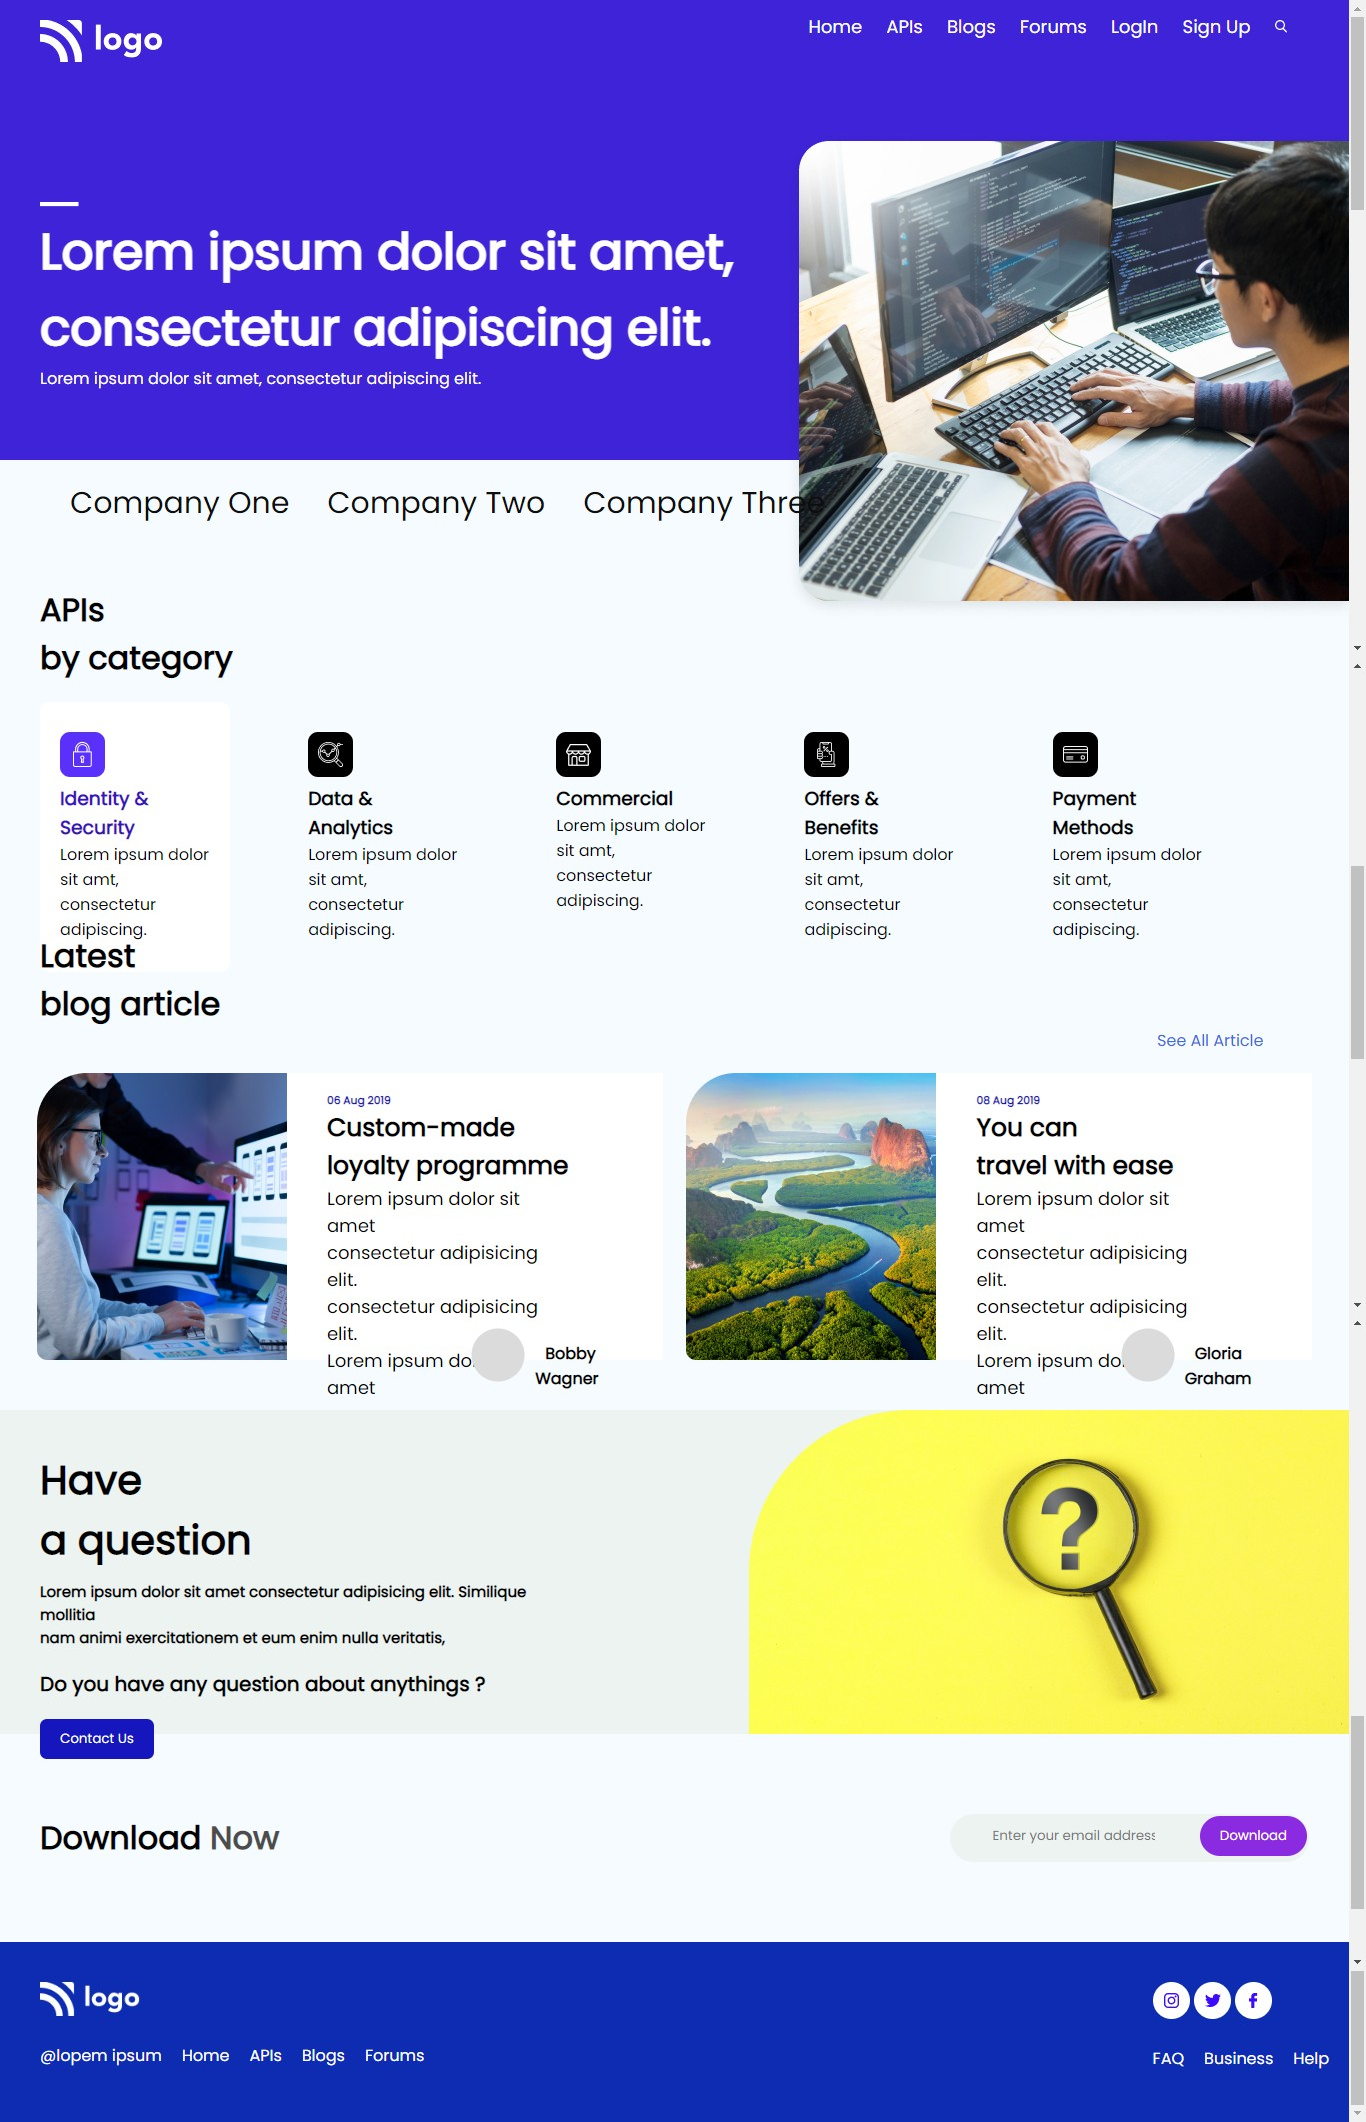 logo
Home APIs Blogs Forums LogIn Sign Up
Lorem ipsum dolor sit amet,
consectetur adipiscing elit.
Lorem ipsum dolor sit amet, consectetur adipiscing elit.
Company One Company Two Company Three
APIs
by category
Identity &
Security
Lorem ipsum dolor
sit amt,
consectetur
adipiscing.
Data &
Analytics
Lorem ipsum dolor
sit amt,
consectetur
adipiscing.
Commercial
Lorem ipsum dolor
sit amt,
consectetur
adipiscing.
Offers &
Benefits
Lorem ipsum dolor
sit amt,
consectetur
adipiscing.
Payment
Methods
Lorem ipsum dolor
sit amt,
consectetur
adipiscing.
Latest
blog article
See All Article
06 Aug 2019
Custom-made
loyalty programme
Lorem ipsum dolor sit
amet
consectetur adipisicing
elit.
consectetur adipisicing
elit.
Lorem ipsum do
amet
Bobby
Wagner
08 Aug 2019
You can
travel with ease
Lorem ipsum dolor sit
amet
consectetur adipisicing
elit.
consectetur adipisicing
elit.
Lorem ipsum do
amet
Gloria
Graham
Have
a question
Lorem ipsum dolor sit amet consectetur adipisicing elit. Similique
mollitia
nam animi exercitationem et eum enim nulla veritatis,
Do you have any question about anythings ?
Contact Us
?
Download Now
Enter your email address
Download
logo
@lopem ipsum Home APIs Blogs Forums
FAQ Business Help